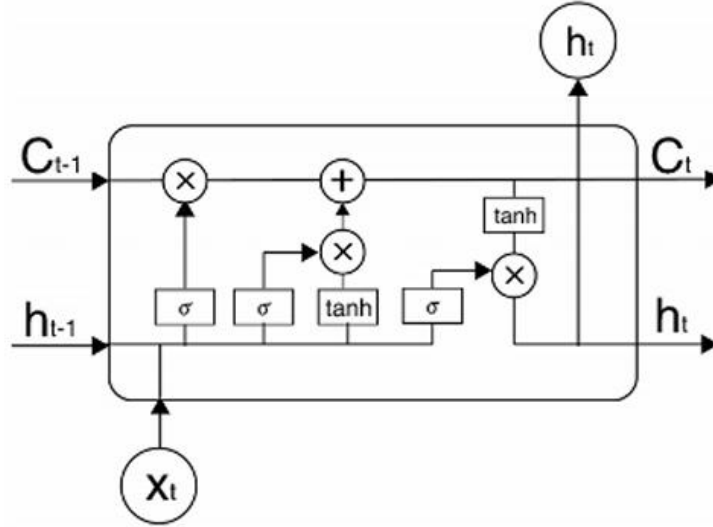 hₜ
Cₜ₋₁ Cₜ
× +
tanh
× ×
σ σ tanh σ
hₜ₋₁ hₜ
xₜ